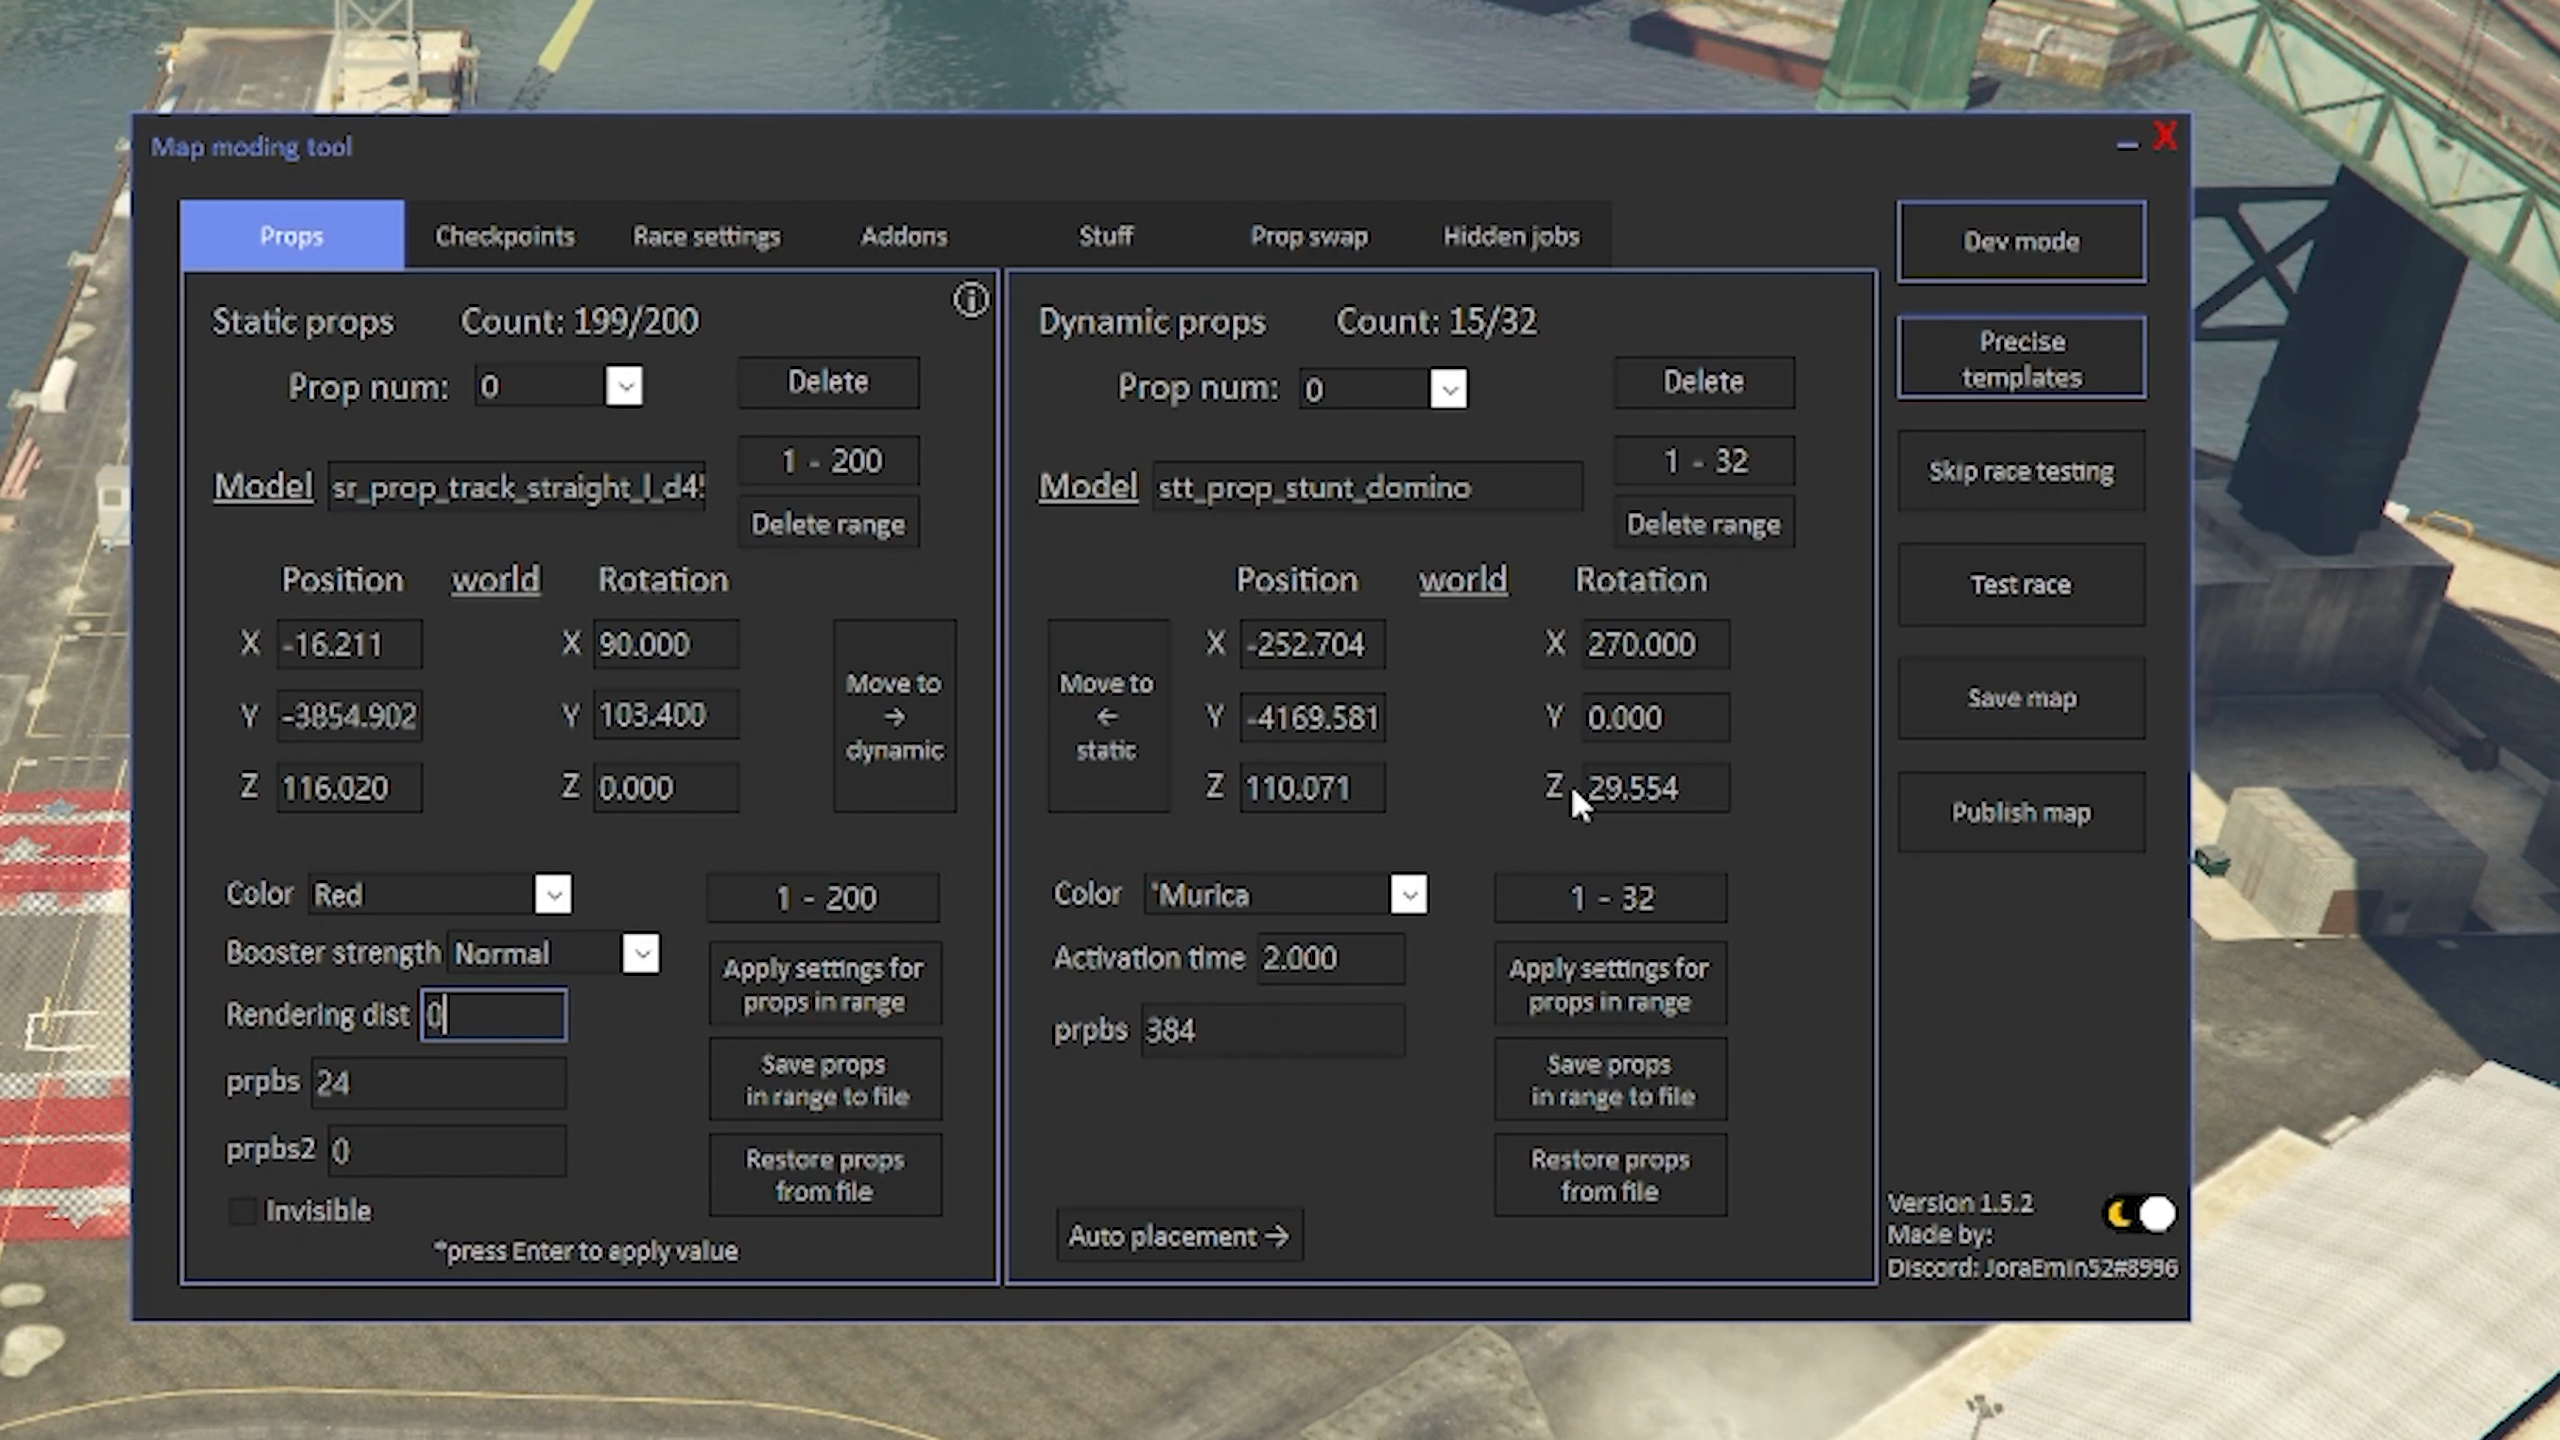 Map moding tool
X
Props
Checkpoints
Race settings
Addons
Stuff
Prop swap
Hidden jobs
Static props
Count: 199/200
Prop num: 0
Delete
Model
sr_prop_track_straight_l_d4
1 - 200
Delete range
Position
world
Rotation
X -16.211
X 90.000
Y -3854.902
Y 103.400
Z 116.020
Z 0.000
Move to
→
dynamic
Color Red
Booster strength Normal
Rendering dist 0
prpbs 24
prpbs2 0
Invisible
1 - 200
Apply settings for
props in range
Save props
in range to file
Restore props
from file
*press Enter to apply value
Dynamic props
Count: 15/32
Prop num: 0
Delete
Model
stt_prop_stunt_domino
1 - 32
Delete range
Position
world
Rotation
Move to
←
static
X -252.704
X 270.000
Y -4169.581
Y 0.000
Z 110.071
Z 29.554
Color 'Murica
Activation time 2.000
prpbs 384
1 - 32
Apply settings for
props in range
Save props
in range to file
Restore props
from file
Auto placement →
Dev mode
Precise
templates
Skip race testing
Test race
Save map
Publish map
Version 1.5.2
Made by:
Discord: JoraEmin52#8996